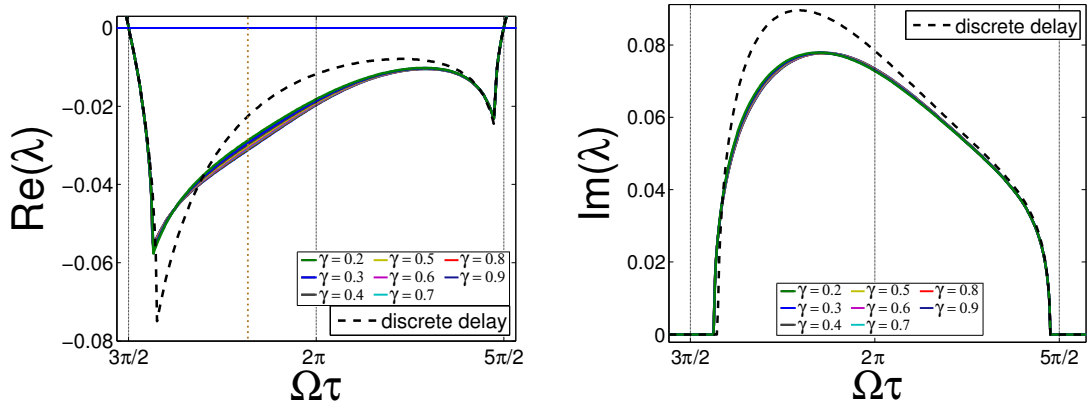 0
−0.02
−0.04
−0.06
−0.08
Re(λ)
3π/2
2π
5π/2
Ωτ
γ = 0.2
γ = 0.5
γ = 0.8
γ = 0.3
γ = 0.6
γ = 0.9
γ = 0.4
γ = 0.7
discrete delay
discrete delay
0.08
0.06
0.04
0.02
0
Im(λ)
γ = 0.2
γ = 0.5
γ = 0.8
γ = 0.3
γ = 0.6
γ = 0.9
γ = 0.4
γ = 0.7
3π/2
2π
5π/2
Ωτ